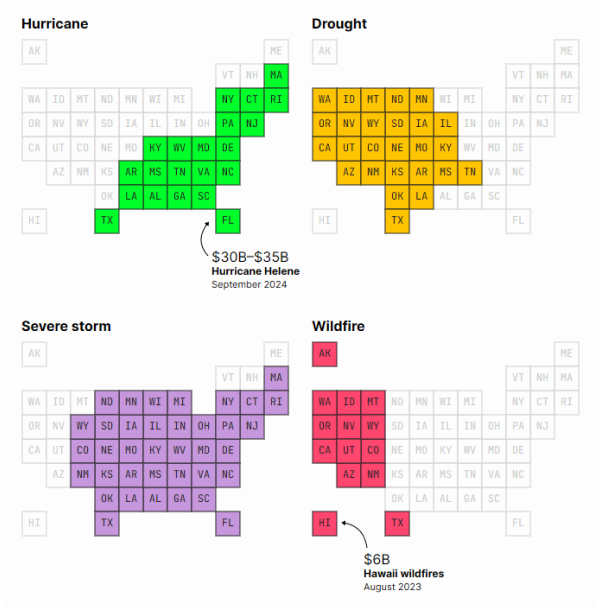 Hurricane
AK ME
VT NH MA
WA ID MT ND MN WI MI NY CT RI
OR NV WY SD IA IL IN OH PA NJ
CA UT CO NE MO KY WV MD DE
AZ NM KS AR MS TN VA NC
OK LA AL GA SC
HI TX FL
$30B–$35B
Hurricane Helene
September 2024
Drought
AK ME
VT NH MA
WA ID MT ND MN WI MI NY CT RI
OR NV WY SD IA IL IN OH PA NJ
CA UT CO NE MO KY WV MD DE
AZ NM KS AR MS TN VA NC
OK LA AL GA SC
HI TX FL
Severe storm
AK ME
VT NH MA
WA ID MT ND MN WI MI NY CT RI
OR NV WY SD IA IL IN OH PA NJ
CA UT CO NE MO KY WV MD DE
AZ NM KS AR MS TN VA NC
OK LA AL GA SC
HI TX FL
Wildfire
AK ME
VT NH MA
WA ID MT ND MN WI MI NY CT RI
OR NV WY SD IA IL IN OH PA NJ
CA UT CO NE MO KY WV MD DE
AZ NM KS AR MS TN VA NC
OK LA AL GA SC
HI TX FL
$6B
Hawaii wildfires
August 2023